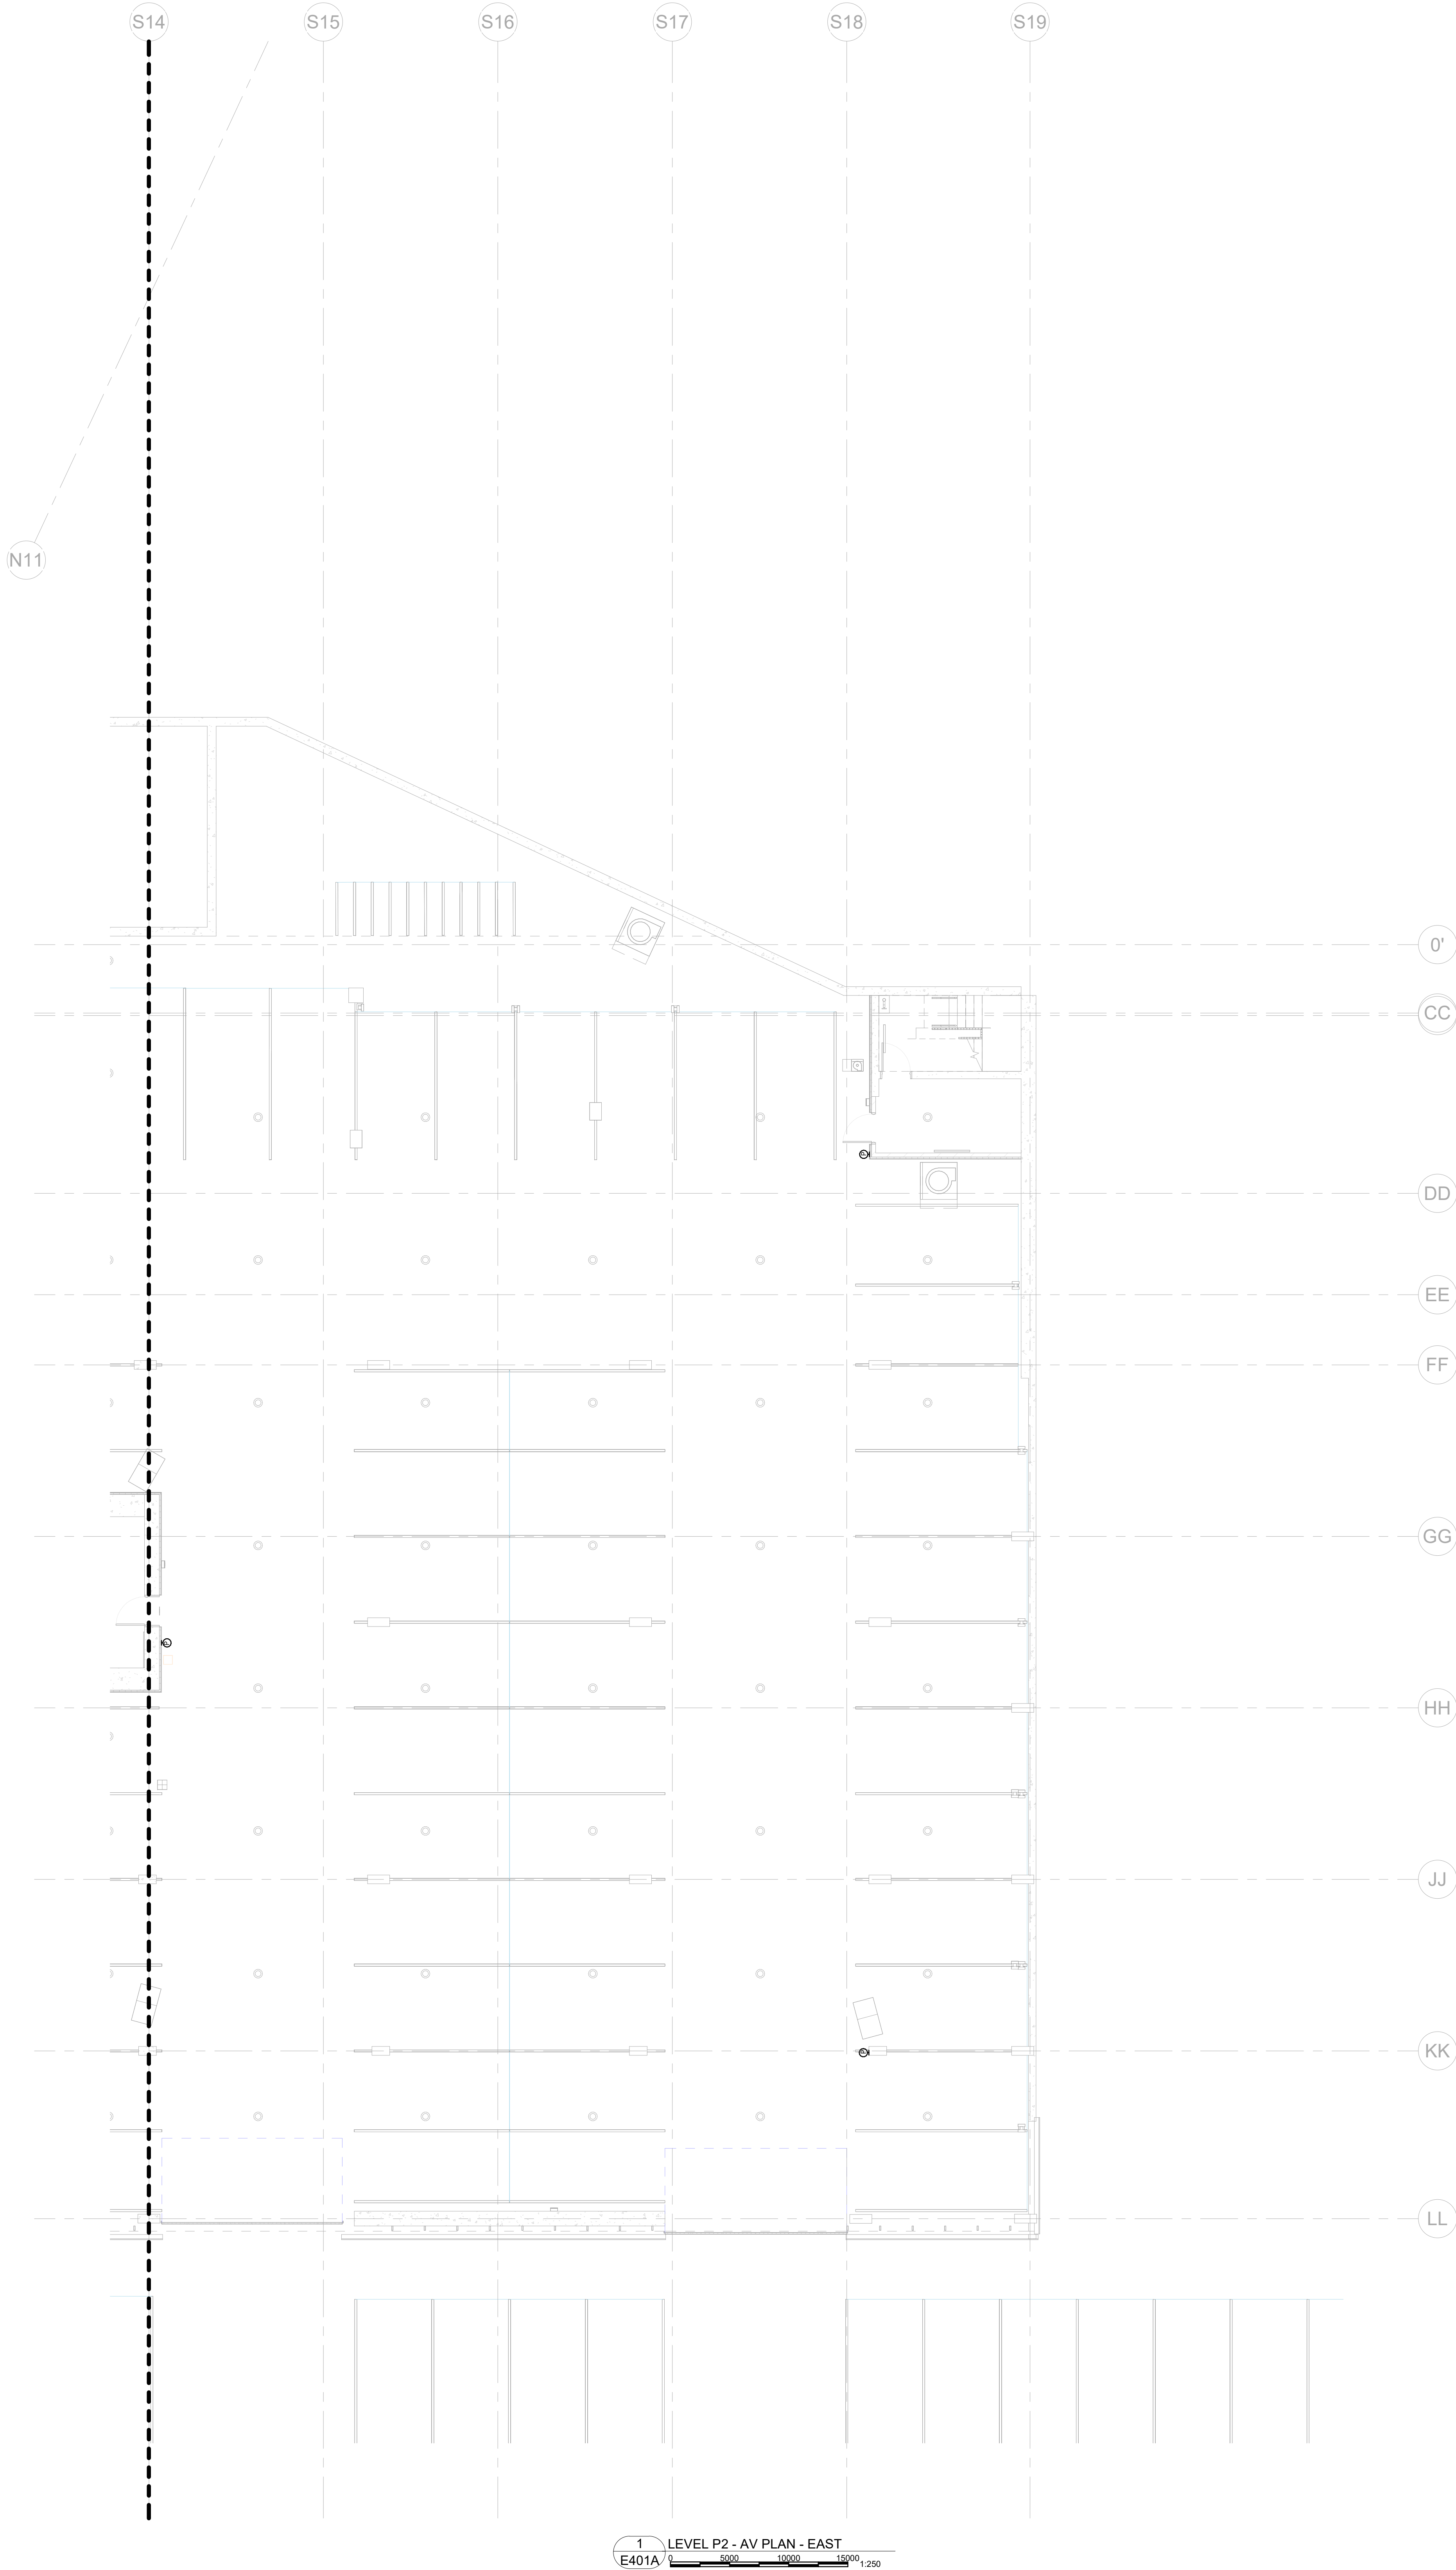 S14 S15 S16 S17 S18 S19
N11
0'
CC
DD
EE
FF
GG
HH
JJ
KK
LL
1 LEVEL P2 - AV PLAN - EAST
E401A 0 5000 10000 15000 1:250